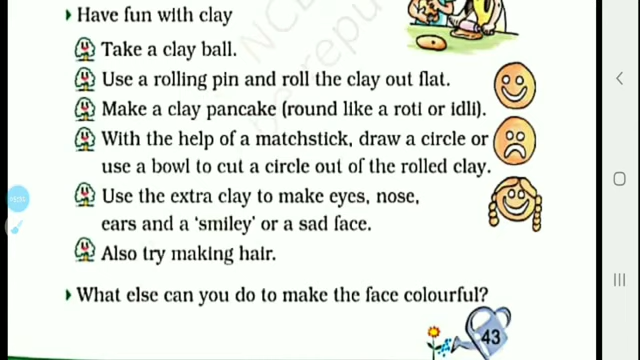 Have fun with clay
Take a clay ball.
Use a rolling pin and roll the clay out flat.
Make a clay pancake (round like a roti or idli).
With the help of a matchstick, draw a circle or
use a bowl to cut a circle out of the rolled clay.
Use the extra clay to make eyes, nose,
ears and a ‘smiley’ or a sad face.
Also try making hair.
What else can you do to make the face colourful?
43